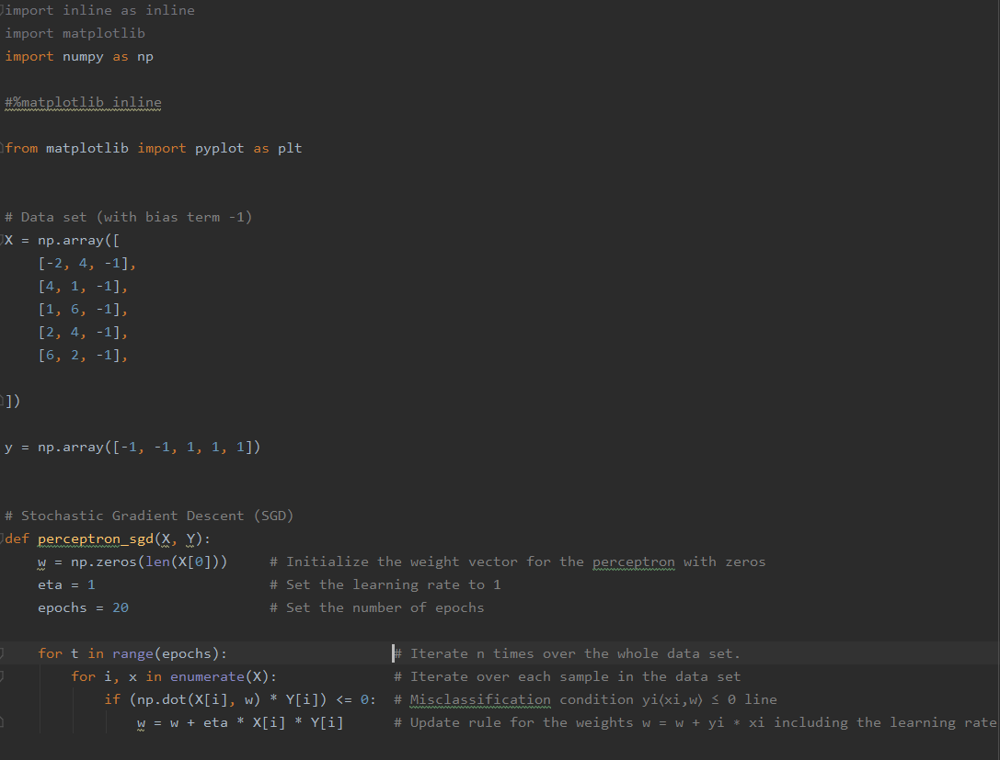 import inline as inline
import matplotlib
import numpy as np
#%matplotlib inline
from matplotlib import pyplot as plt
# Data set (with bias term -1)
X = np.array([
[-2, 4, -1],
[4, 1, -1],
[1, 6, -1],
[2, 4, -1],
[6, 2, -1],
])
y = np.array([-1, -1, 1, 1, 1])
# Stochastic Gradient Descent (SGD)
def perceptron_sgd(X, Y):
w = np.zeros(len(X[0])) # Initialize the weight vector for the perceptron with zeros
eta = 1 # Set the learning rate to 1
epochs = 20 # Set the number of epochs
for t in range(epochs): # Iterate n times over the whole data set.
for i, x in enumerate(X): # Iterate over each sample in the data set
if (np.dot(X[i], w) * Y[i]) <= 0: # Misclassification condition yi⟨xi,w⟩ ≤ 0 line
w = w + eta * X[i] * Y[i] # Update rule for the weights w = w + yi ∗ xi including the learning rate